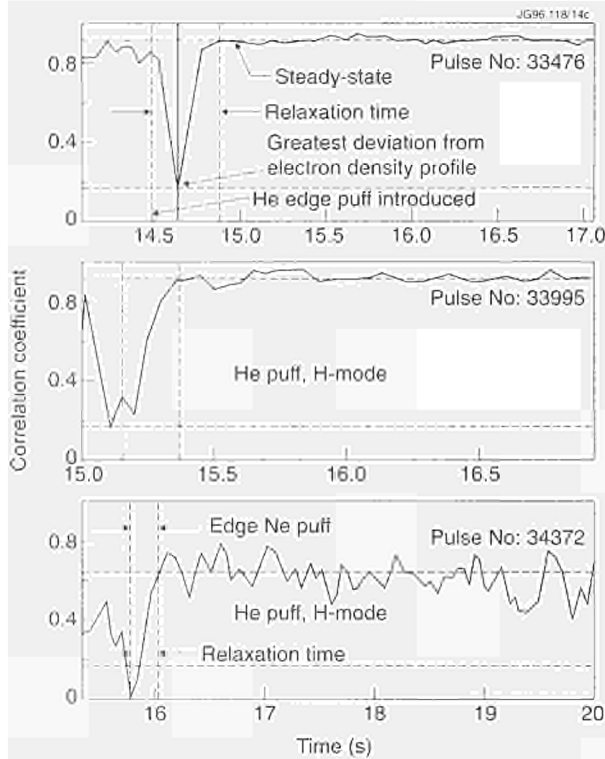 JG96.118/14c
0.8
Pulse No: 33476
Steady-state
Relaxation time
0.4
Greatest deviation from
electron density profile
He edge puff introduced
0
14.5 15.0 15.5 16.0 16.5 17.0
Correlation coefficient
0.8
Pulse No: 33995
0.4
He puff, H-mode
0
15.0 15.5 16.0 16.5
0.8
Edge Ne puff
Pulse No: 34372
0.4
He puff, H-mode
Relaxation time
0
16 17 18 19 20
Time (s)